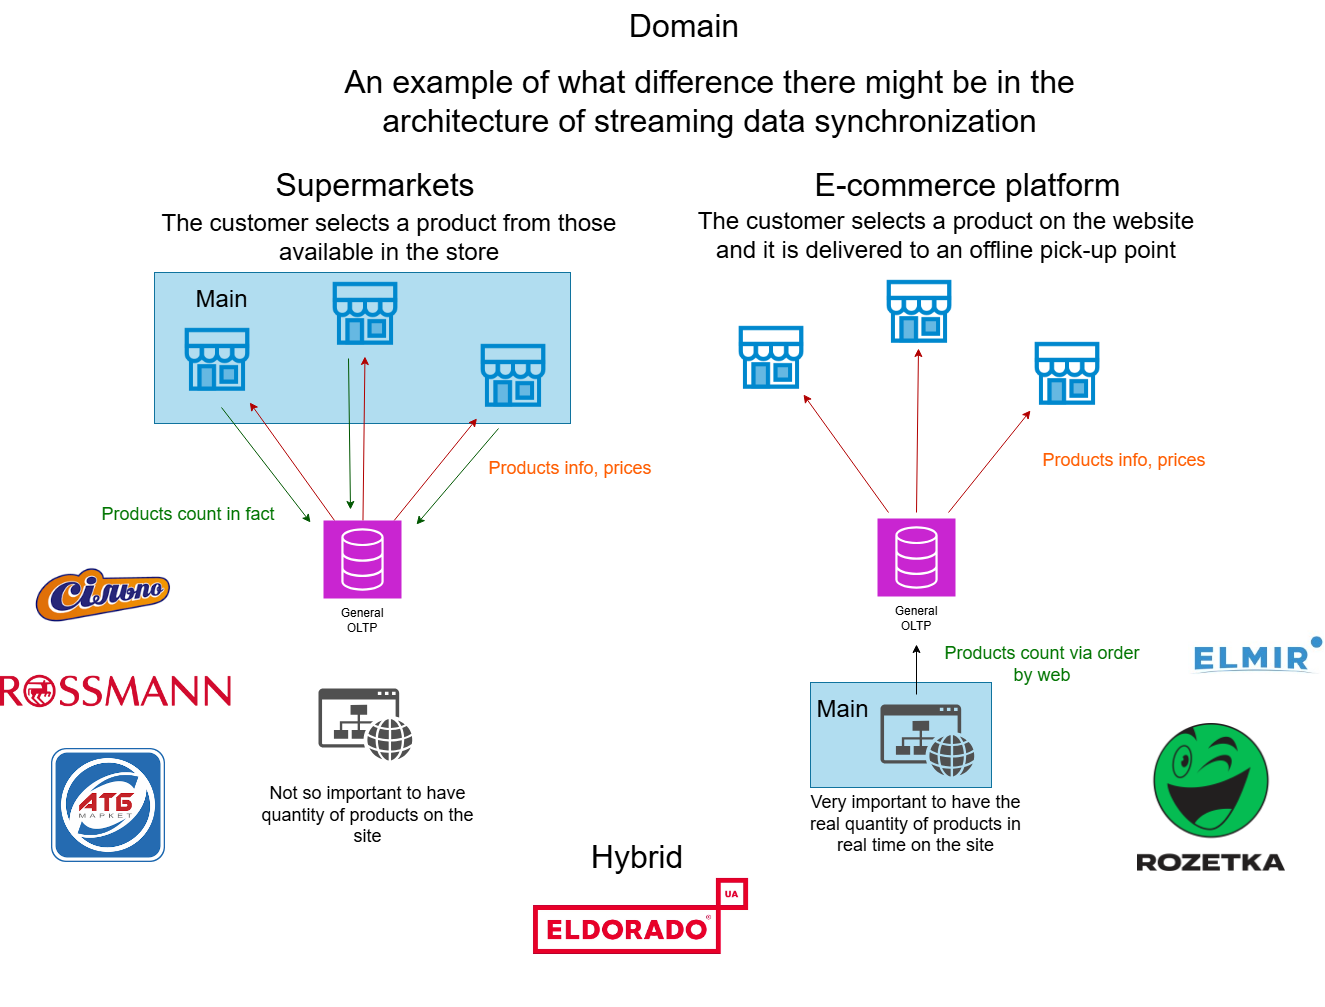 Domain
An example of what difference there might be in the
architecture of streaming data synchronization
Supermarkets
The customer selects a product from those
available in the store
Main
Products info, prices
Products count in fact
General
OLTP
Сільпо
ROSSMANN
АТБ
МАРКЕТ
Not so important to have
quantity of products on the
site
E-commerce platform
The customer selects a product on the website
and it is delivered to an offline pick-up point
Products info, prices
General
OLTP
Products count via order
by web
Main
Very important to have the
real quantity of products in
real time on the site
ELMIR
ROZETKA
Hybrid
UA
ELDORADO®